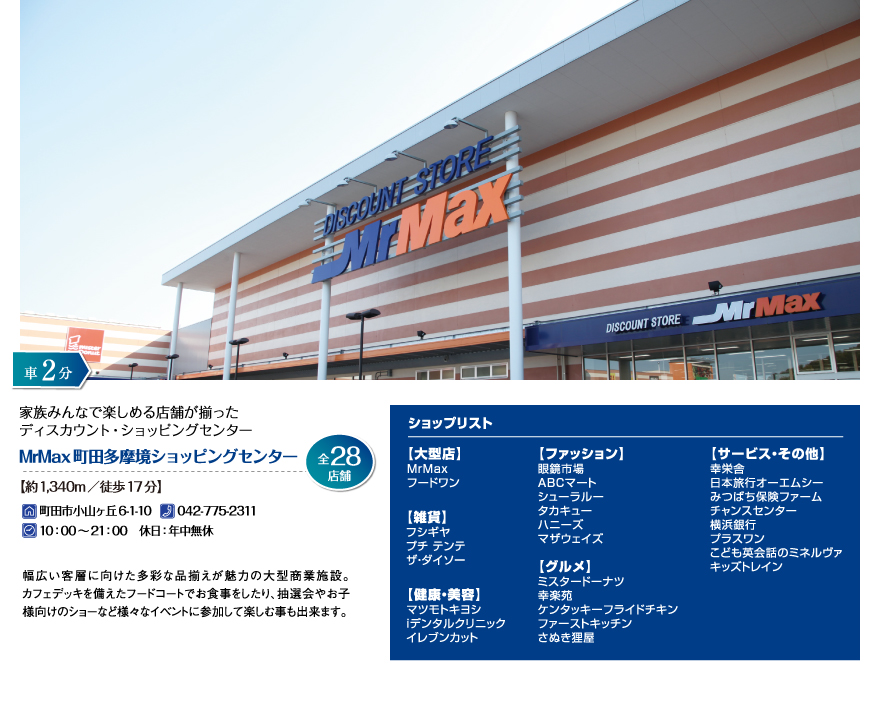 DISCOUNT STORE
MrMax
DISCOUNT STORE MrMax
車2分
家族みんなで楽しめる店舗が揃った
ディスカウント・ショッピングセンター
MrMax 町田多摩境ショッピングセンター
全28店舗
【約1,340m／徒歩17分】
町田市小山ヶ丘6-1-10 042-775-2311
10：00～21：00 休日：年中無休
幅広い客層に向けた多彩な品揃えが魅力の大型商業施設。
カフェデッキを備えたフードコートでお食事をしたり、抽選会やお子
様向けのショーなど様々なイベントに参加して楽しむ事も出来ます。
ショップリスト
【大型店】
MrMax
フードワン
【雑貨】
フシギヤ
プチ テンテ
ザ・ダイソー
【健康・美容】
マツモトキヨシ
iデンタルクリニック
イレブンカット
【ファッション】
眼鏡市場
ABCマート
シューラルー
タカキュー
ハニーズ
マザウェイズ
【グルメ】
ミスタードーナツ
幸楽苑
ケンタッキーフライドチキン
ファーストキッチン
さぬき狸屋
【サービス・その他】
幸栄舎
日本旅行オーエムシー
みつばち保険ファーム
チャンスセンター
横浜銀行
プラスワン
こども英会話のミネルヴァ
キッズトレイン